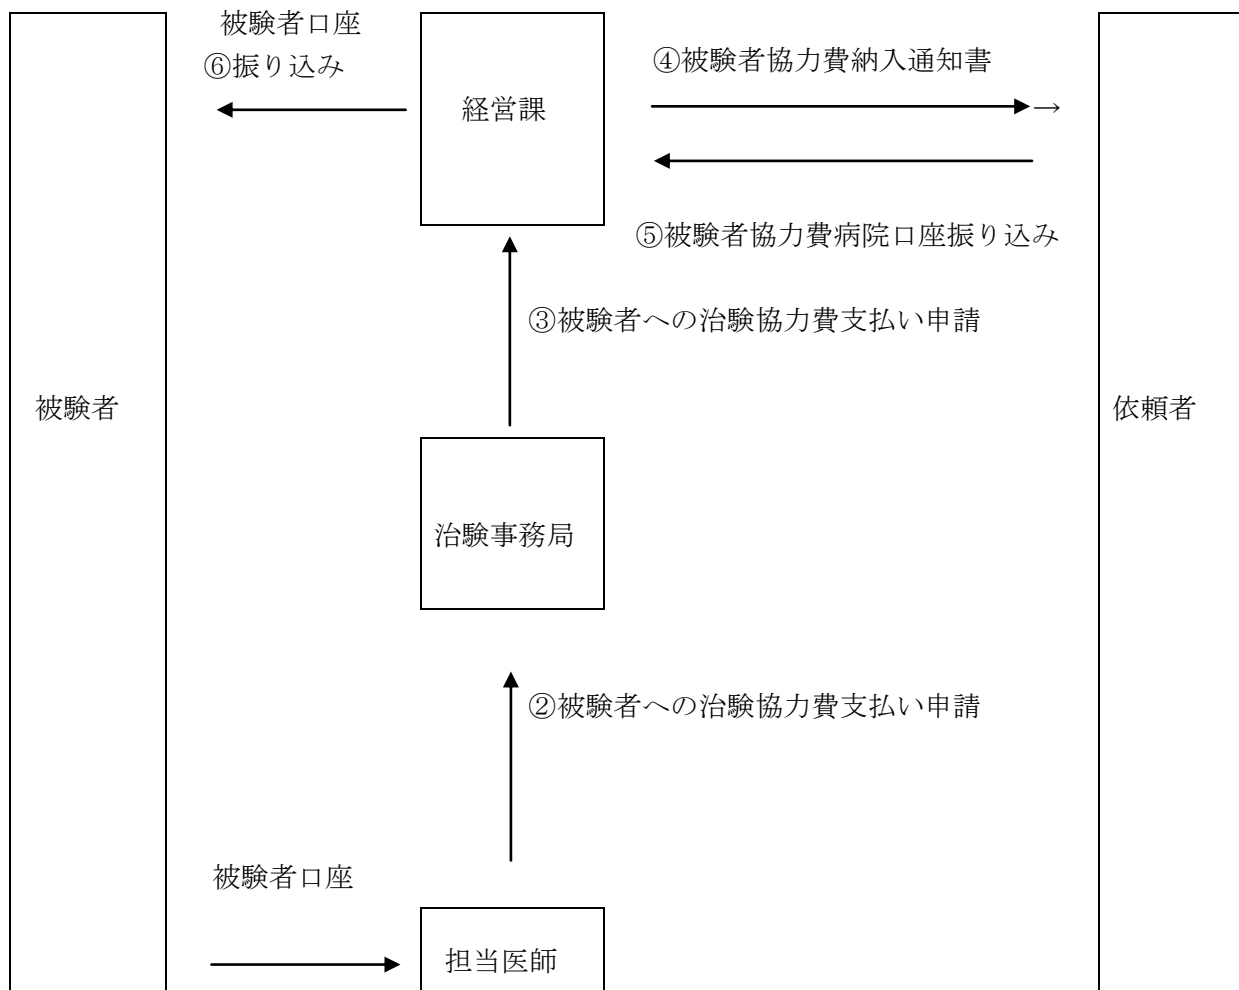 被験者口座
⑥振り込み
④被験者協力費納入通知書
経営課
→
⑤被験者協力費病院口座振り込み
③被験者への治験協力費支払い申請
被験者
依頼者
治験事務局
②被験者への治験協力費支払い申請
被験者口座
担当医師